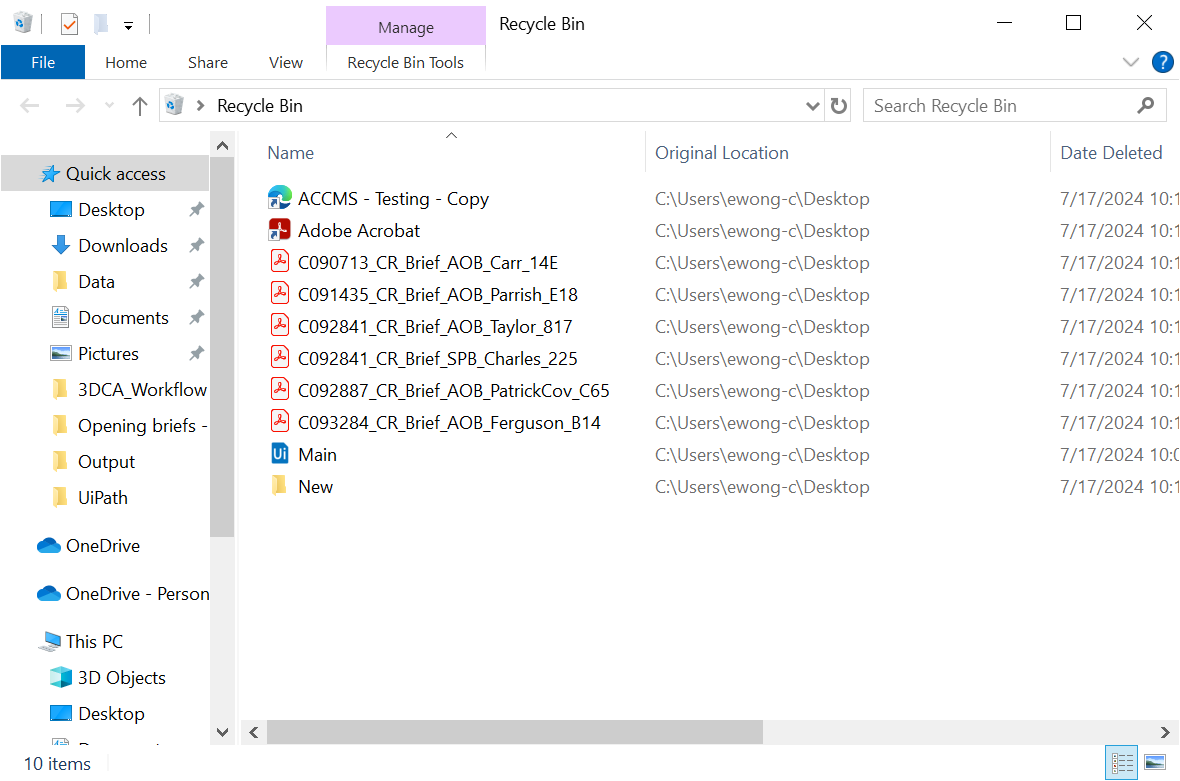 Manage
Recycle Bin
File
Home
Share
View
Recycle Bin Tools
?
Recycle Bin
Search Recycle Bin
Quick access
Desktop
Downloads
Data
Documents
Pictures
3DCA_Workflow
Opening briefs -
Output
UiPath
OneDrive
OneDrive - Person
This PC
3D Objects
Desktop
Name Original Location Date Deleted
ACCMS - Testing - Copy C:\Users\ewong-c\Desktop 7/17/2024 10:1
Adobe Acrobat C:\Users\ewong-c\Desktop 7/17/2024 10:1
C090713_CR_Brief_AOB_Carr_14E C:\Users\ewong-c\Desktop 7/17/2024 10:1
C091435_CR_Brief_AOB_Parrish_E18 C:\Users\ewong-c\Desktop 7/17/2024 10:1
C092841_CR_Brief_AOB_Taylor_817 C:\Users\ewong-c\Desktop 7/17/2024 10:1
C092841_CR_Brief_SPB_Charles_225 C:\Users\ewong-c\Desktop 7/17/2024 10:1
C092887_CR_Brief_AOB_PatrickCov_C65 C:\Users\ewong-c\Desktop 7/17/2024 10:1
C093284_CR_Brief_AOB_Ferguson_B14 C:\Users\ewong-c\Desktop 7/17/2024 10:1
Ui Main C:\Users\ewong-c\Desktop 7/17/2024 10:0
New C:\Users\ewong-c\Desktop 7/17/2024 10:1
10 items